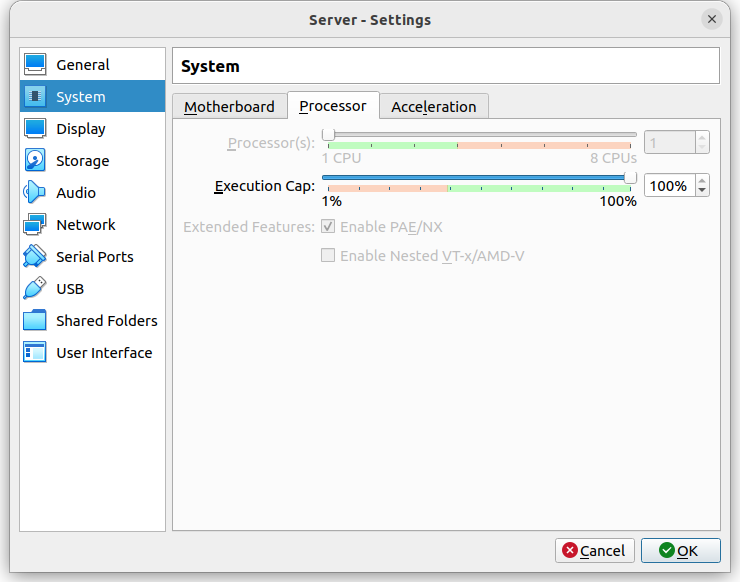 Server - Settings
General
System
Display
Storage
Audio
Network
Serial Ports
USB
Shared Folders
User Interface
System
Motherboard Processor Acceleration
Processor(s): 1
1 CPU 8 CPUs
Execution Cap: 100%
1% 100%
Extended Features: Enable PAE/NX
Enable Nested VT-x/AMD-V
Cancel OK